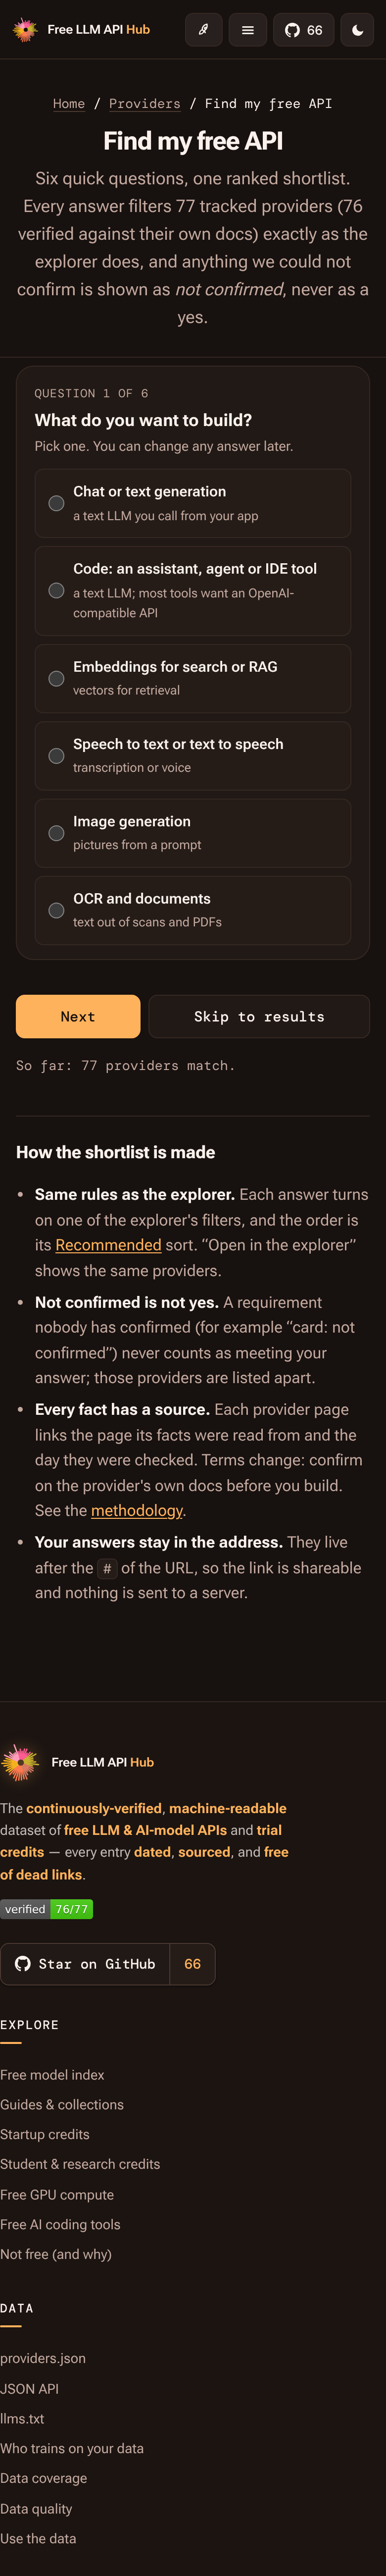 Free LLM API Hub
66
Home / Providers / Find my free API
Find my free API
Six quick questions, one ranked shortlist.
Every answer filters 77 tracked providers (76
verified against their own docs) exactly as the
explorer does, and anything we could not
confirm is shown as not confirmed, never as a
yes.
QUESTION 1 OF 6
What do you want to build?
Pick one. You can change any answer later.
Chat or text generation
a text LLM you call from your app
Code: an assistant, agent or IDE tool
a text LLM; most tools want an OpenAI-
compatible API
Embeddings for search or RAG
vectors for retrieval
Speech to text or text to speech
transcription or voice
Image generation
pictures from a prompt
OCR and documents
text out of scans and PDFs
Next
Skip to results
So far: 77 providers match.
How the shortlist is made
• Same rules as the explorer. Each answer turns
on one of the explorer's filters, and the order is
its Recommended sort. “Open in the explorer”
shows the same providers.
• Not confirmed is not yes. A requirement
nobody has confirmed (for example “card: not
confirmed”) never counts as meeting your
answer; those providers are listed apart.
• Every fact has a source. Each provider page
links the page its facts were read from and the
day they were checked. Terms change: confirm
on the provider's own docs before you build.
See the methodology.
• Your answers stay in the address. They live
after the # of the URL, so the link is shareable
and nothing is sent to a server.
Free LLM API Hub
The continuously-verified, machine-readable
dataset of free LLM & AI-model APIs and trial
credits — every entry dated, sourced, and free
of dead links.
verified 76/77
Star on GitHub 66
EXPLORE
Free model index
Guides & collections
Startup credits
Student & research credits
Free GPU compute
Free AI coding tools
Not free (and why)
DATA
providers.json
JSON API
llms.txt
Who trains on your data
Data coverage
Data quality
Use the data